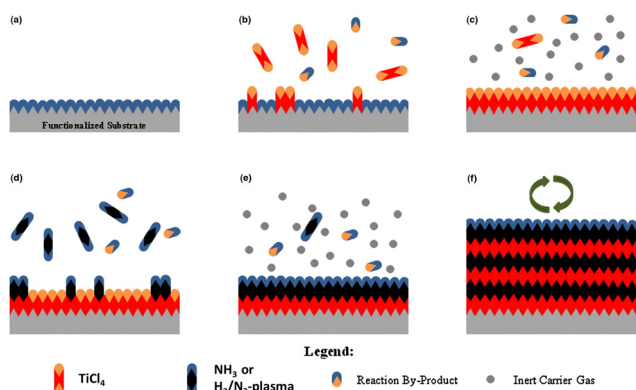 (a)
(b)
(c)
Functionalized Substrate
(d)
(e)
(f)
Legend:
TiCl4
NH3 or
H2/N2-plasma
Reaction By-Product
Inert Carrier Gas